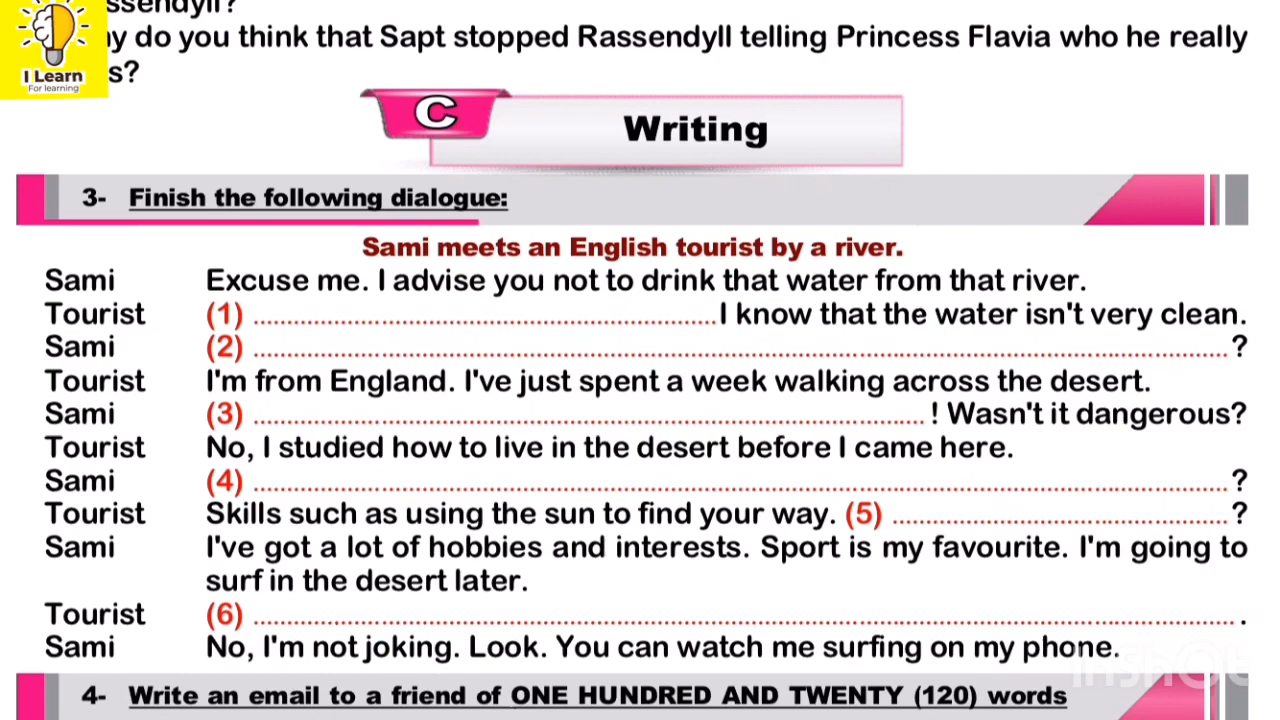 ssendyll?
y do you think that Sapt stopped Rassendyll telling Princess Flavia who he really
s?
I Learn
For learning
C
Writing
3- Finish the following dialogue:
Sami meets an English tourist by a river.
Sami Excuse me. I advise you not to drink that water from that river.
Tourist (1) ........................................................... I know that the water isn't very clean.
Sami (2) ........................................................................................................................ ?
Tourist I'm from England. I've just spent a week walking across the desert.
Sami (3) .................................................................................... ! Wasn't it dangerous?
Tourist No, I studied how to live in the desert before I came here.
Sami (4) ........................................................................................................................ ?
Tourist Skills such as using the sun to find your way. (5) .......................................... ?
Sami I've got a lot of hobbies and interests. Sport is my favourite. I'm going to
surf in the desert later.
Tourist (6) ........................................................................................................................ .
Sami No, I'm not joking. Look. You can watch me surfing on my phone.
InShOt
4- Write an email to a friend of ONE HUNDRED AND TWENTY (120) words